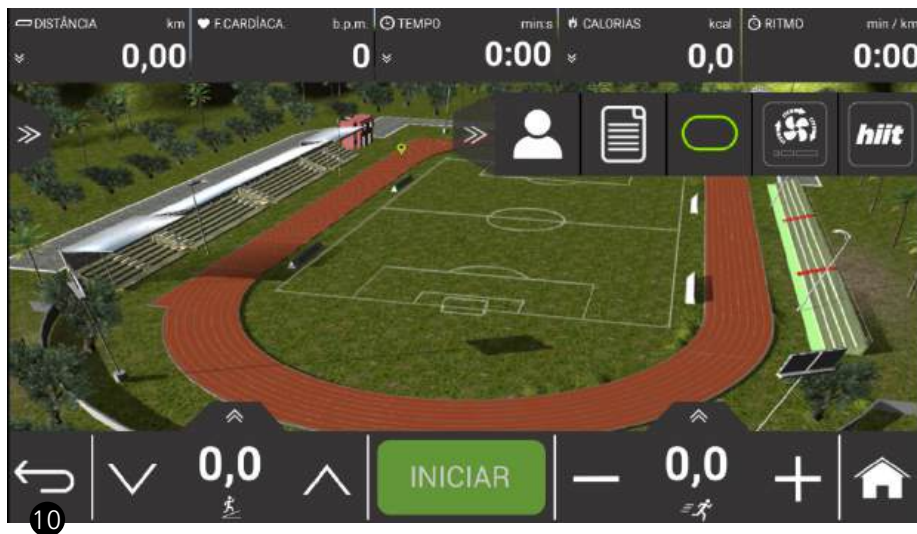 DISTÂNCIA km F.CARDÍACA. b.p.m. TEMPO min:s CALORIAS kcal RITMO min / km
0,00 0 0:00 0,0 0:00
hiit
0,0 INICIAR 0,0
10